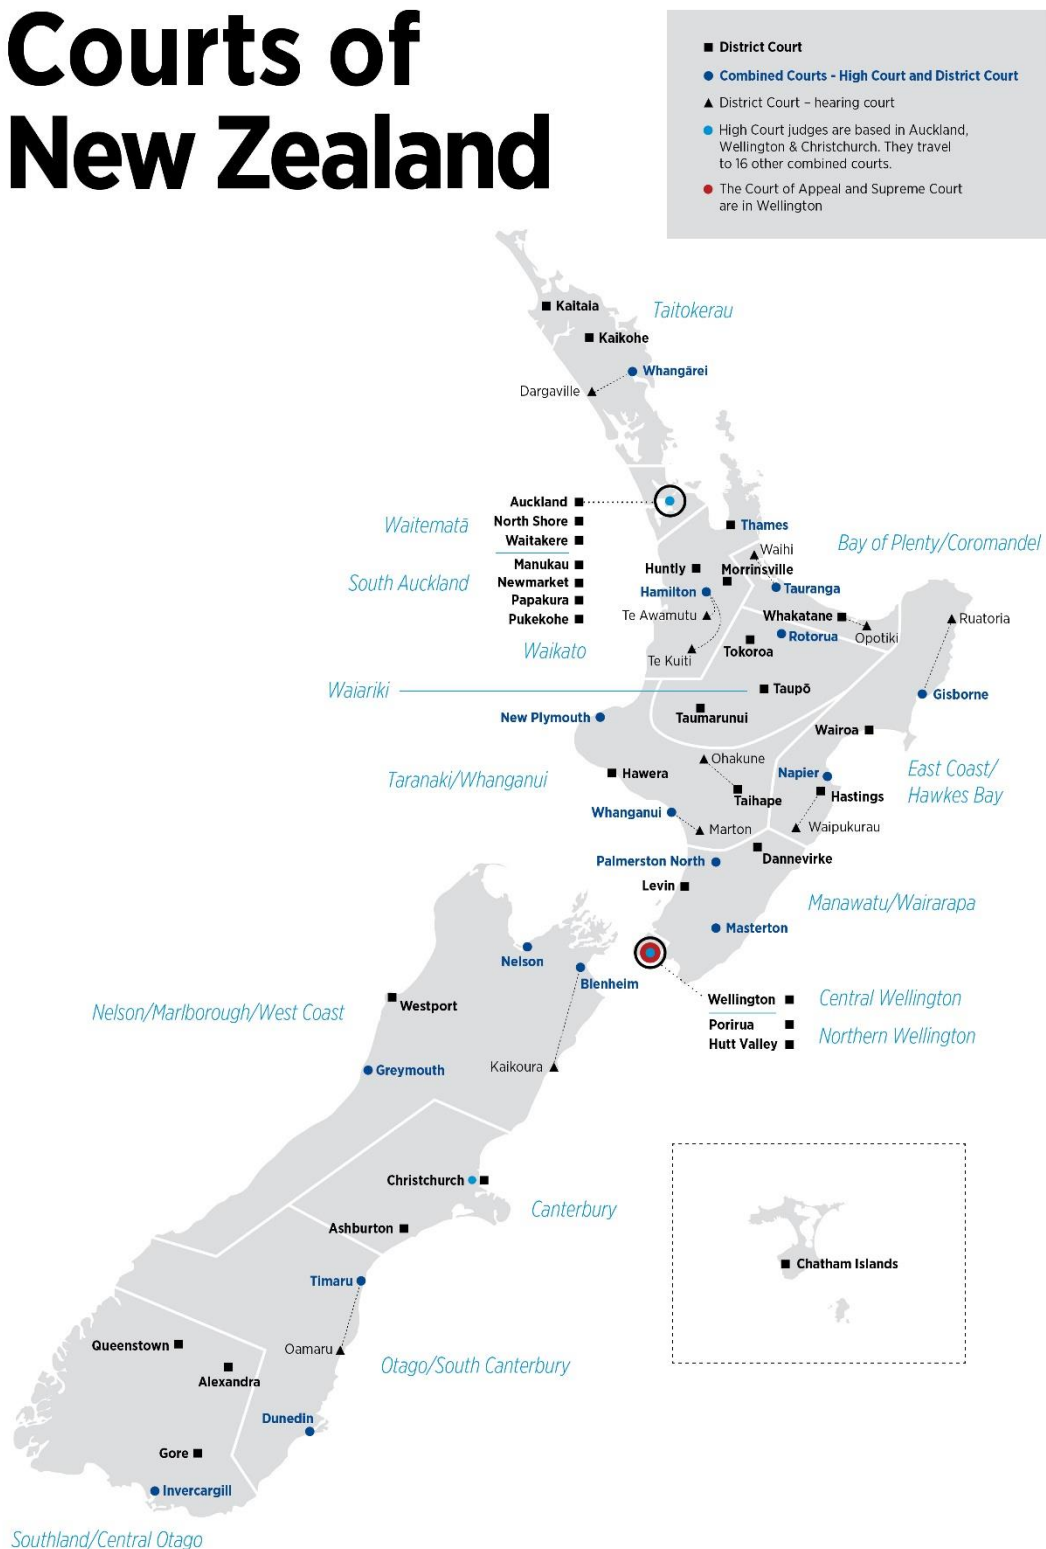 Courts of
New Zealand
District Court
Combined Courts - High Court and District Court
District Court – hearing court
High Court judges are based in Auckland,
Wellington & Christchurch. They travel
to 16 other combined courts.
The Court of Appeal and Supreme Court
are in Wellington
Kaitaia
Taitokerau
Kaikohe
Whangārei
Dargaville
Auckland
North Shore
Waitematā
Waitakere
Thames
Bay of Plenty/Coromandel
Waihi
Manukau
Huntly
Morrinsville
South Auckland
Newmarket
Hamilton
Tauranga
Papakura
Pukekohe
Te Awamutu
Whakatane
Ruatoria
Opotiki
Rotorua
Waikato
Te Kuiti
Tokoroa
Waiariki
Taupō
Gisborne
New Plymouth
Taumarunui
Wairoa
Ohakune
East Coast/
Hawkes Bay
Taranaki/Whanganui
Hawera
Napier
Taihape
Hastings
Whanganui
Marton
Waipukurau
Palmerston North
Dannevirke
Levin
Manawatu/Wairarapa
Masterton
Nelson
Blenheim
Wellington
Central Wellington
Nelson/Marlborough/West Coast
Westport
Porirua
Hutt Valley
Northern Wellington
Kaikoura
Greymouth
Christchurch
Canterbury
Ashburton
Chatham Islands
Timaru
Queenstown
Oamaru
Otago/South Canterbury
Alexandra
Dunedin
Gore
Invercargill
Southland/Central Otago